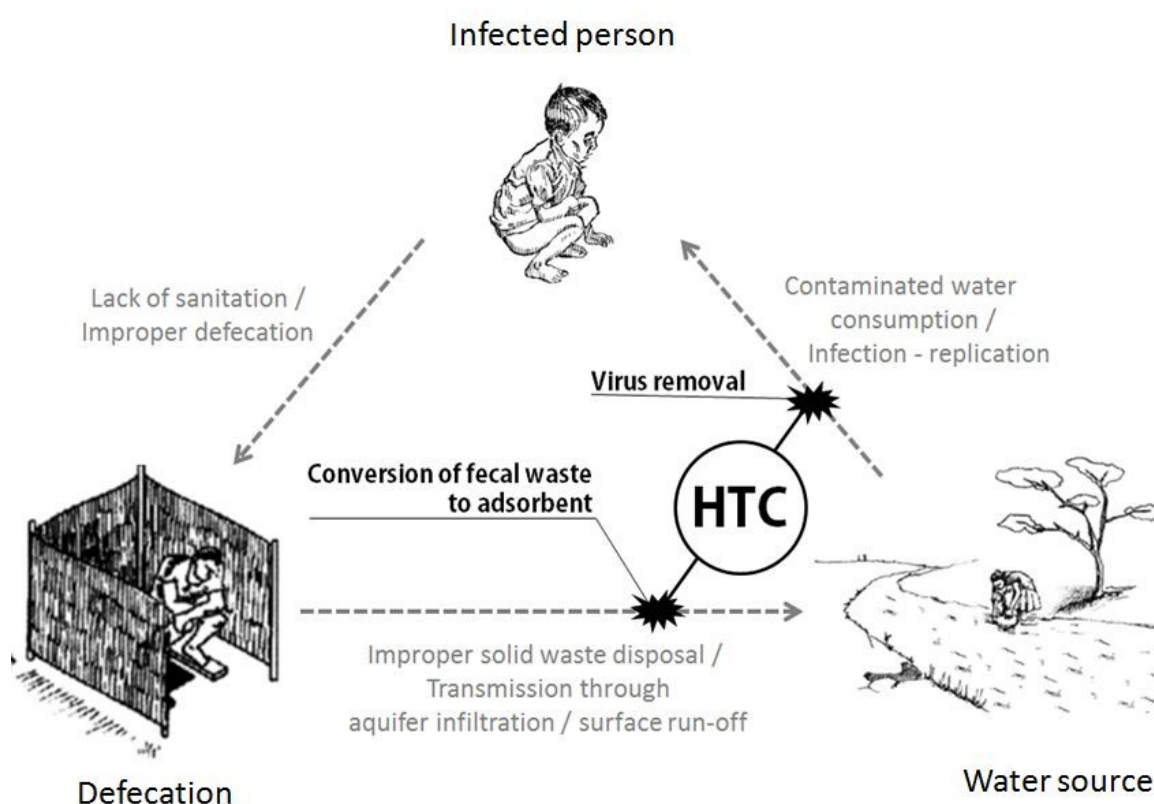 Infected person
Lack of sanitation /
Improper defecation
Contaminated water
consumption /
Infection - replication
Virus removal
Conversion of fecal waste
to adsorbent
HTC
Improper solid waste disposal /
Transmission through
aquifer infiltration / surface run-off
Defecation
Water source